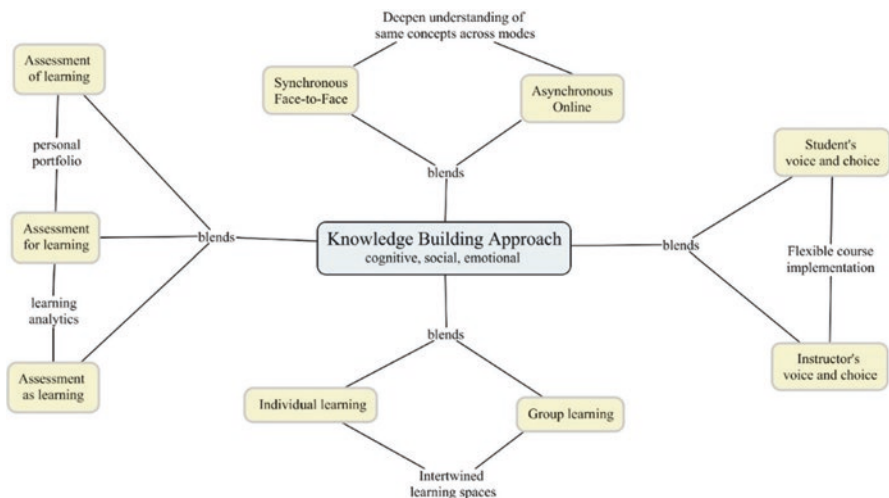 Deepen understanding of
same concepts across modes
Assessment
of learning
Synchronous
Face-to-Face
Asynchronous
Online
personal
portfolio
Student's
voice and choice
blends
Assessment
for learning
blends
Knowledge Building Approach
cognitive, social, emotional
blends
Flexible course
implementation
learning
analytics
blends
Assessment
as learning
Instructor's
voice and choice
Individual learning
Group learning
Intertwined
learning spaces